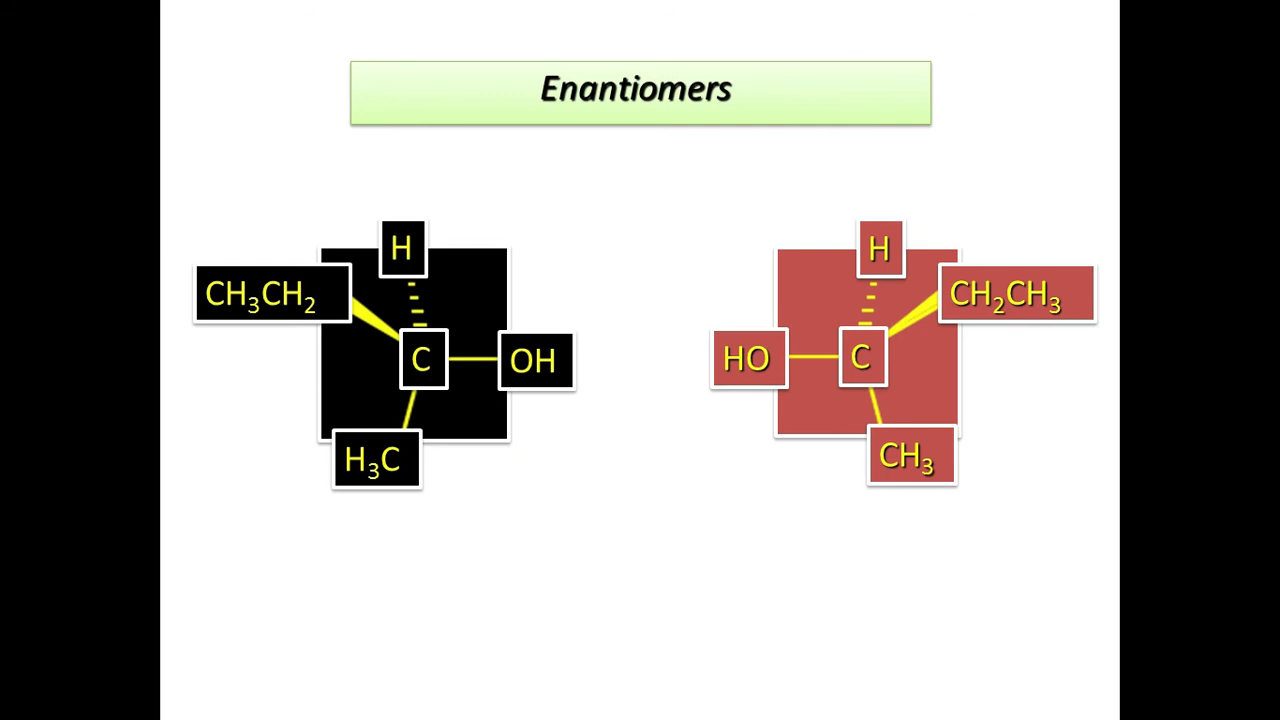 Enantiomers
H
CH₃CH₂
C
OH
H₃C
H
CH₂CH₃
HO
C
CH₃